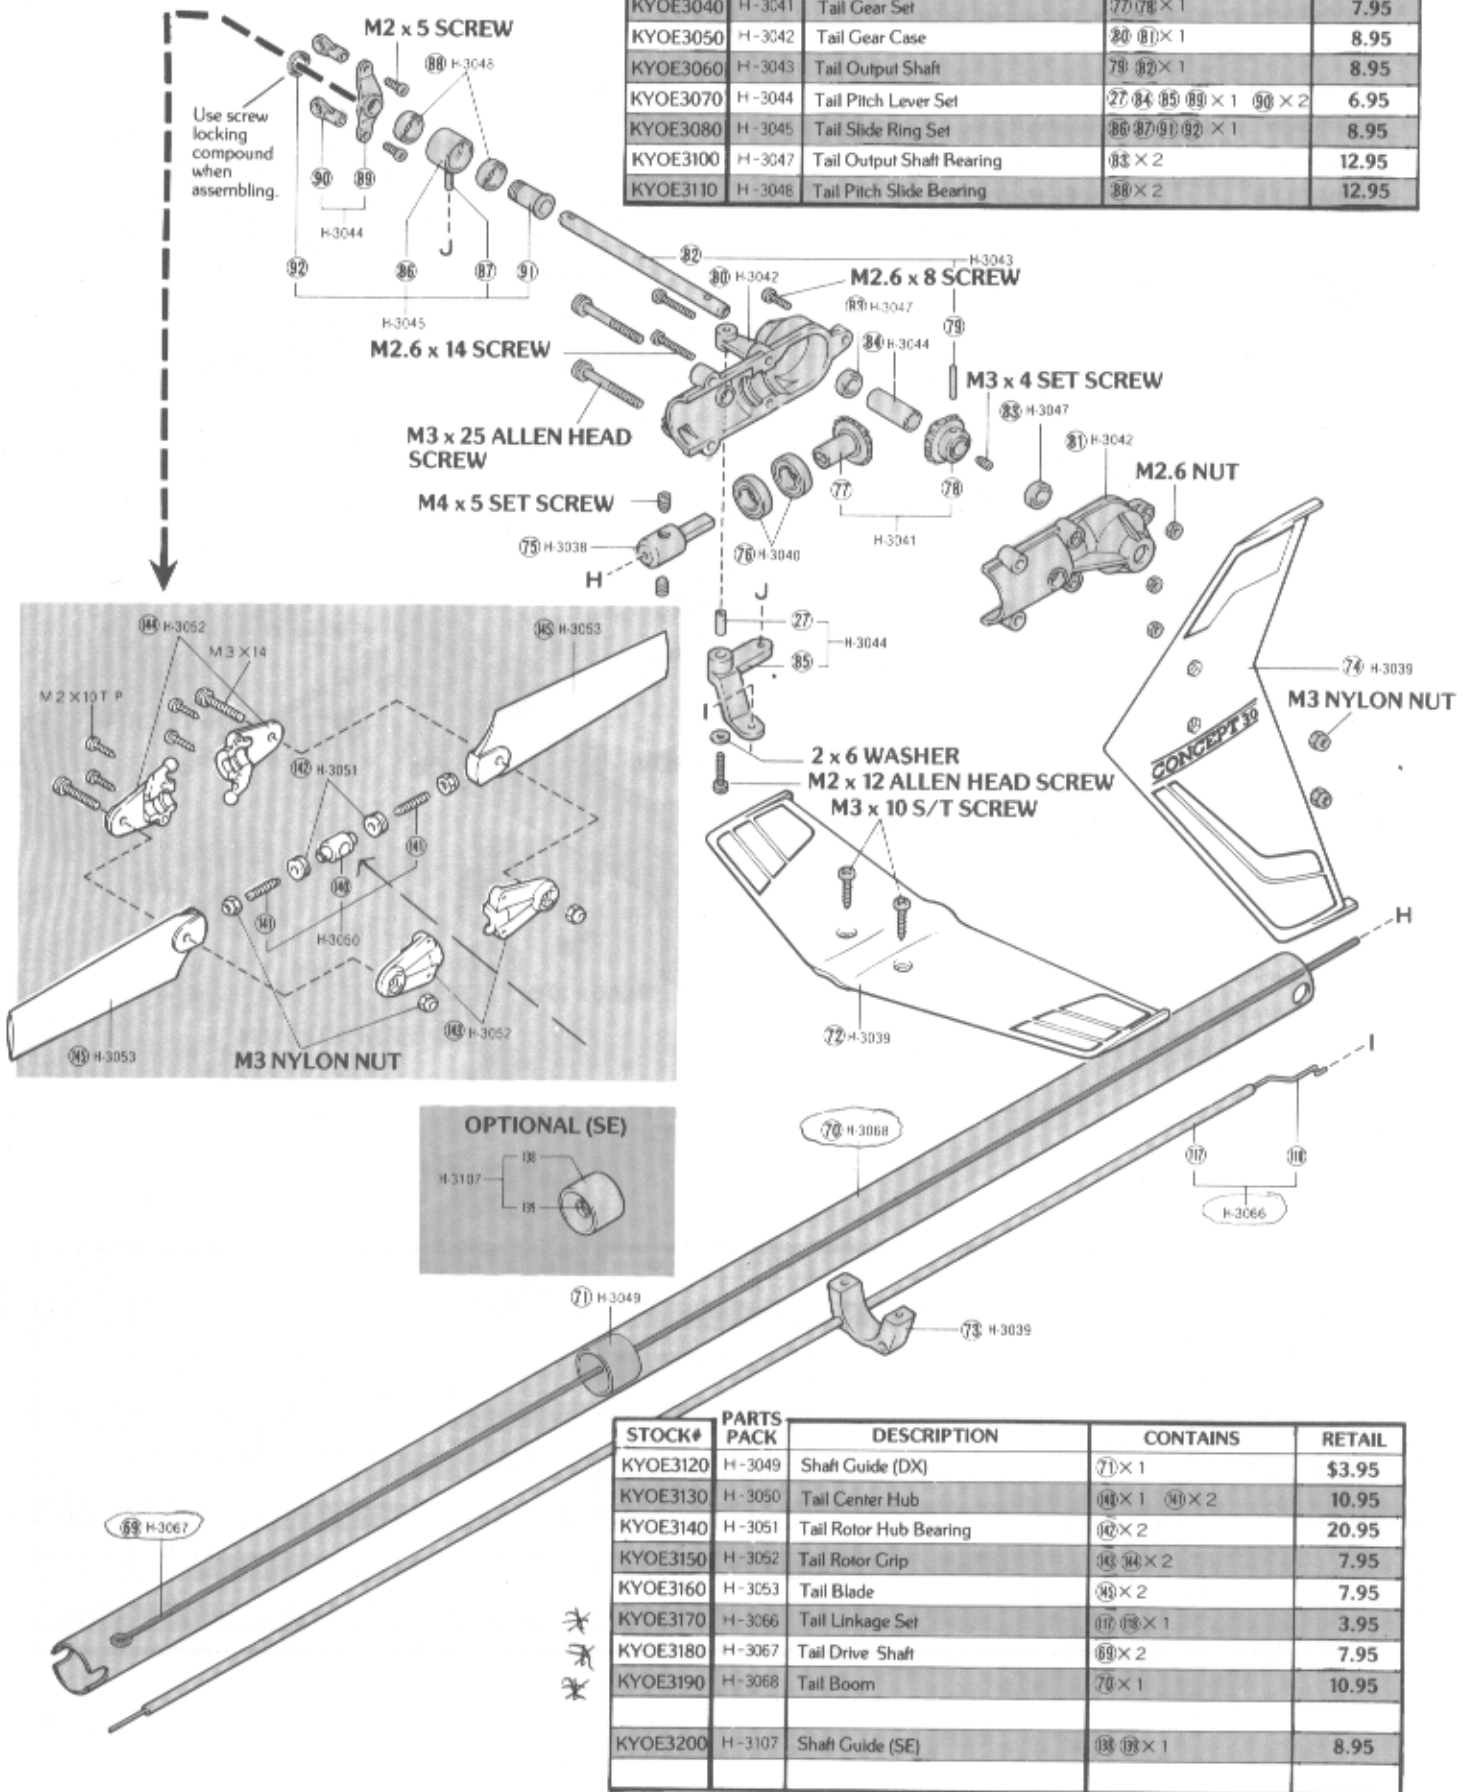 KYOE3040 H-3041 Tail Gear Set 77 78 × 1 7.95
KYOE3050 H-3042 Tail Gear Case 80 81 × 1 8.95
KYOE3060 H-3043 Tail Output Shaft 79 82 × 1 8.95
KYOE3070 H-3044 Tail Pitch Lever Set 27 84 85 89 × 1 90 × 2 6.95
KYOE3080 H-3045 Tail Slide Ring Set 86 87 91 92 × 1 8.95
KYOE3100 H-3047 Tail Output Shaft Bearing 83 × 2 12.95
KYOE3110 H-3048 Tail Pitch Slide Bearing 88 × 2 12.95
M2 x 5 SCREW
88 H-3048
Use screw
locking
compound
when
assembling.
90 89
H-3044
J
92 86 87 91
H-3045
82
H-3043
80 H-3042
M2.6 x 8 SCREW
83 H-3047
79
M2.6 x 14 SCREW
84 H-3044
M3 x 4 SET SCREW
83 H-3047
M3 x 25 ALLEN HEAD
SCREW
81 H-3042
M2.6 NUT
M4 x 5 SET SCREW
77 78
75 H-3038
76 H-3040
H-3041
H
J
27
H-3044
85
I
144 H-3052
145 H-3053
M3 × 14
M2 × 10 T P
74 H-3039
M3 NYLON NUT
CONCEPT 30
2 x 6 WASHER
M2 x 12 ALLEN HEAD SCREW
M3 x 10 S/T SCREW
142 H-3051
141
140
141
H-3050
143 H-3052
145 H-3053
M3 NYLON NUT
H
72 H-3039
I
OPTIONAL (SE)
138
H-3107
139
70 H-3068
117 118
H-3066
71 H-3049
73 H-3039
69 H-3067
STOCK# PARTS PACK DESCRIPTION CONTAINS RETAIL
KYOE3120 H-3049 Shaft Guide (DX) 71 × 1 $3.95
KYOE3130 H-3050 Tail Center Hub 140 × 1 141 × 2 10.95
KYOE3140 H-3051 Tail Rotor Hub Bearing 142 × 2 20.95
KYOE3150 H-3052 Tail Rotor Grip 143 144 × 2 7.95
KYOE3160 H-3053 Tail Blade 145 × 2 7.95
KYOE3170 H-3066 Tail Linkage Set 117 118 × 1 3.95
KYOE3180 H-3067 Tail Drive Shaft 69 × 2 7.95
KYOE3190 H-3068 Tail Boom 70 × 1 10.95
KYOE3200 H-3107 Shaft Guide (SE) 138 139 × 1 8.95